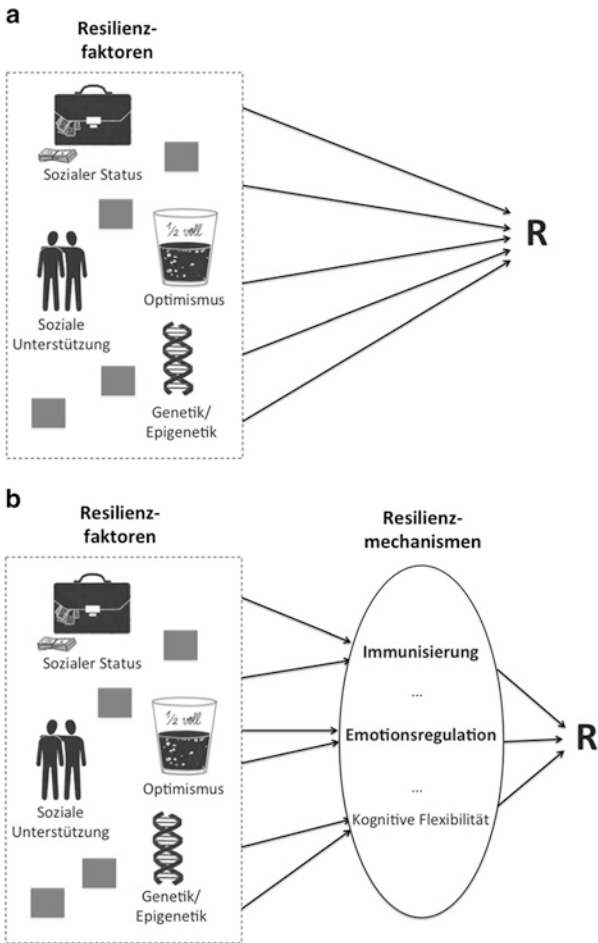 a
Resilienz-
faktoren
Sozialer Status
1/2 voll
Optimismus
Soziale
Unterstützung
Genetik/
Epigenetik
R
b
Resilienz-
faktoren
Resilienz-
mechismen
Sozialer Status
1/2 voll
Optimismus
Soziale
Unterstützung
Genetik/
Epigenetik
Immunisierung
...
Emotionsregulation
...
Kognitive Flexibilität
R